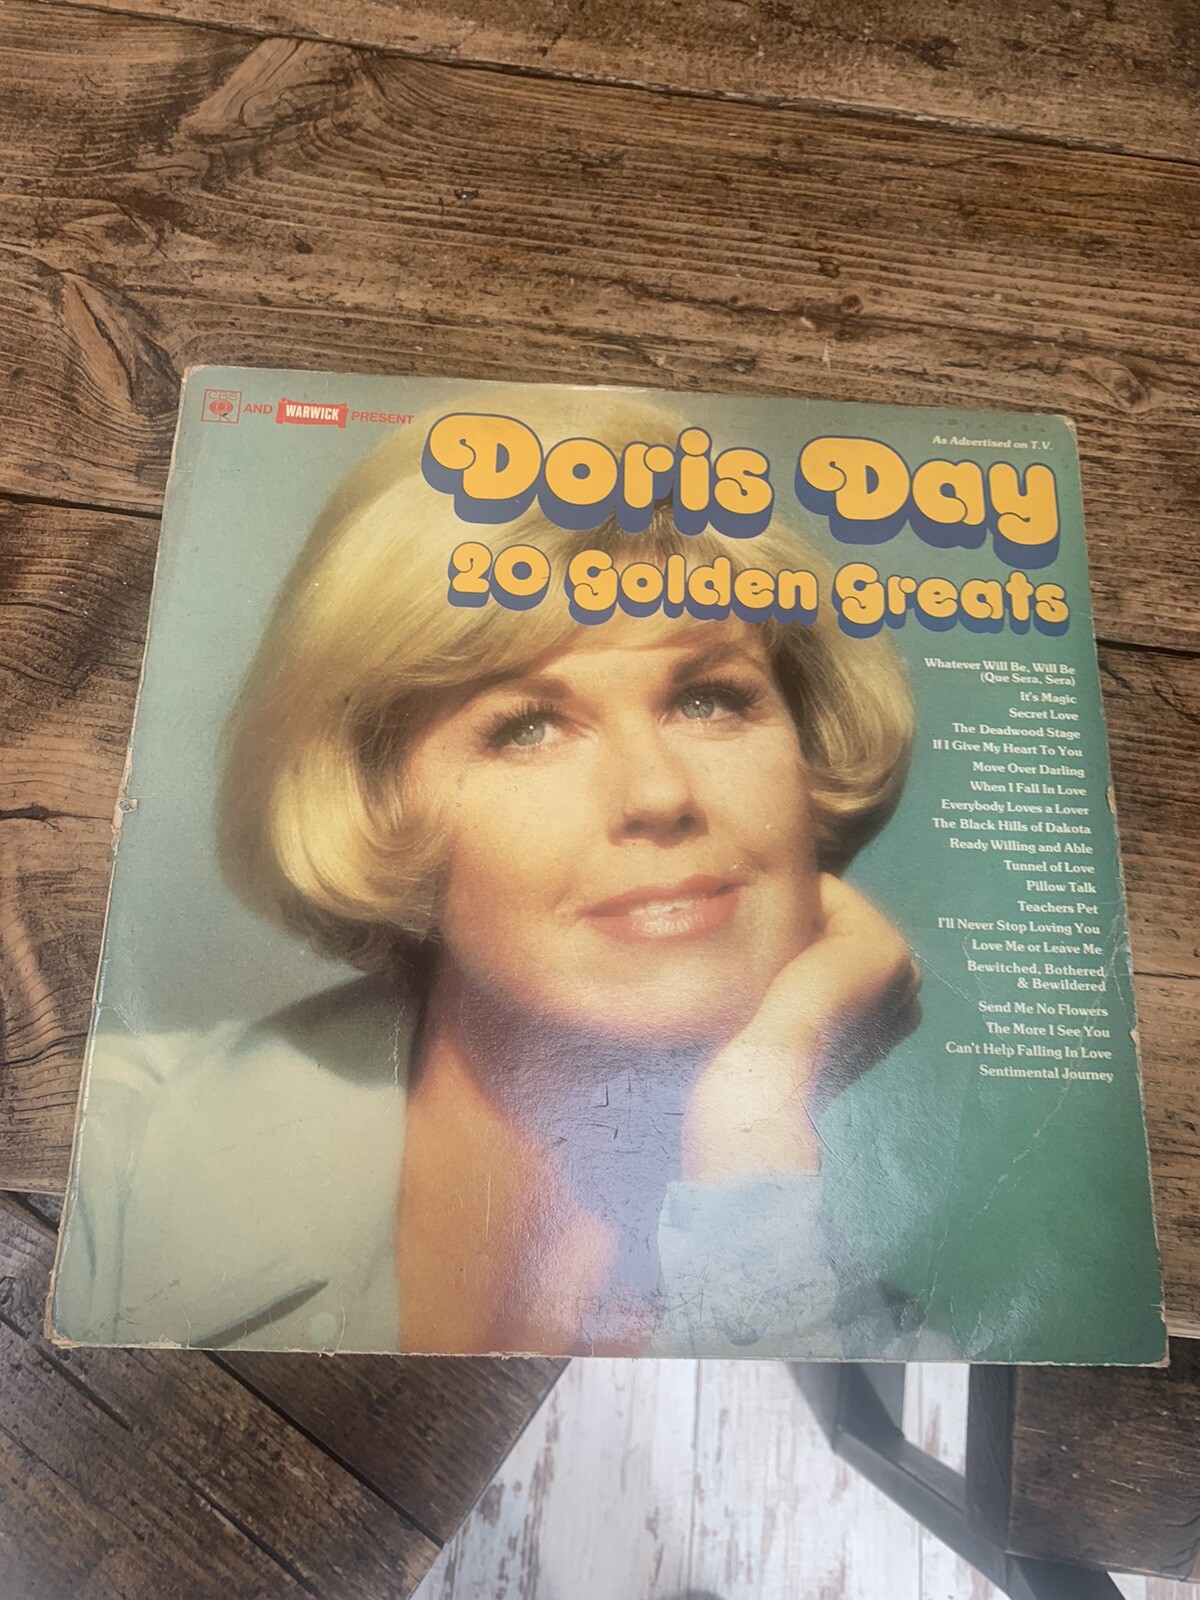 CBS AND WARWICK PRESENT
As Advertised on T.V.
Doris Day
20 Golden Greats
Whatever Will Be, Will Be
(Que Sera, Sera)
It's Magic
Secret Love
The Deadwood Stage
If I Give My Heart To You
Move Over Darling
When I Fall In Love
Everybody Loves a Lover
The Black Hills of Dakota
Ready Willing and Able
Tunnel of Love
Pillow Talk
Teachers Pet
I'll Never Stop Loving You
Love Me or Leave Me
Bewitched, Bothered
& Bewildered
Send Me No Flowers
The More I See You
Can't Help Falling In Love
Sentimental Journey